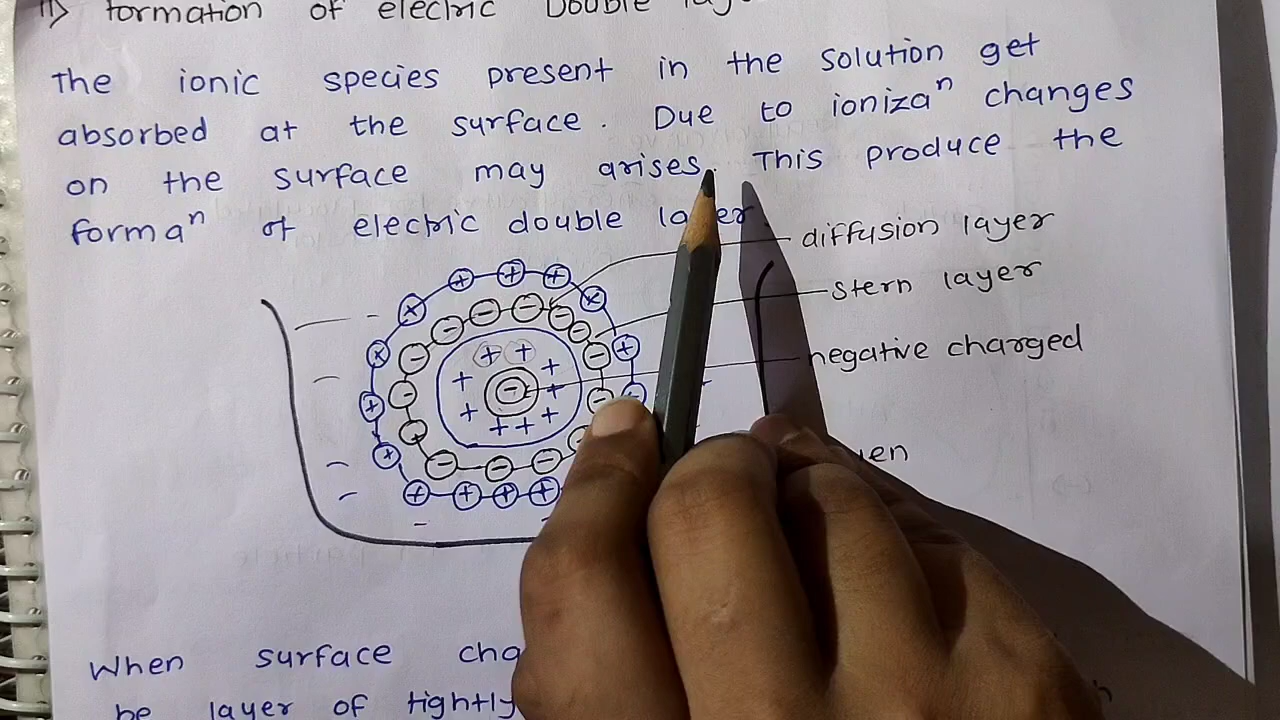 II) formation of electric Double
The ionic species present in the solution get
absorbed at the surface. Due to ionizaⁿ changes
on the surface may arises. This produce the
formaⁿ of electric double layer.
diffusion layer
stern layer
negative charged
When surface
be layer of tightly